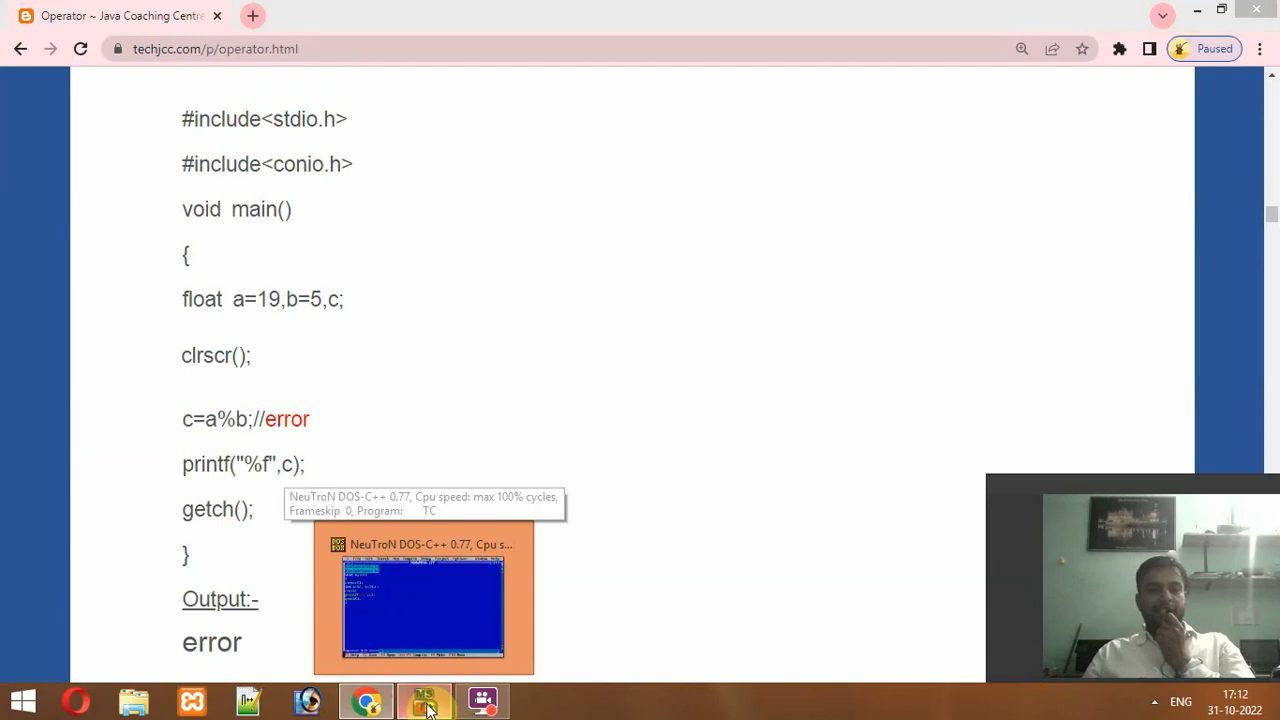 Operator ~ Java Coaching Centre
techjcc.com/p/operator.html
Paused
#include<stdio.h>
#include<conio.h>
void main()
{
float a=19,b=5,c;
clrscr();
c=a%b;//error
printf("%f",c);
getch();
}
Output:-
error
NeuTroN DOS-C++ 0.77, Cpu speed: max 100% cycles,
Frameskip 0, Program: TC
NeuTroN DOS-C++ 0.77, Cpu s...
ENG
17:12
31-10-2022